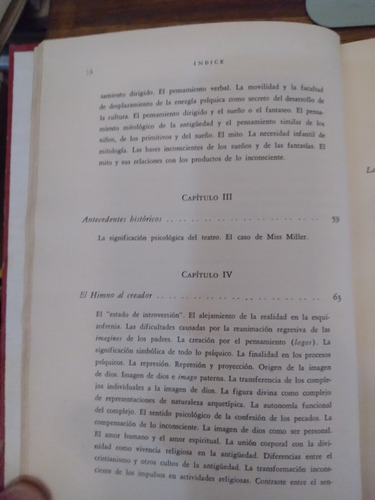 ÍNDICE
samiento dirigido. El pensamiento verbal. La movilidad y la facultad
de desplazamiento de la energía psíquica como secreto del desarrollo de
la cultura. El pensamiento dirigido y el sueño o el fantaseo. El pensa-
miento mitológico de la antigüedad y el pensamiento similar de los
niños, de los primitivos y del sueño. El mito. La necesidad infantil de
mitología. Las bases inconscientes de los sueños y de las fantasías. El
mito y sus relaciones con los productos de lo inconsciente.
CAPÍTULO III
Antecedentes históricos .................... 59
La significación psicológica del teatro. El caso de Miss Miller.
CAPÍTULO IV
El Himno al creador .................... 63
El "estado de introversión". El alejamiento de la realidad en la esqui-
zofrenia. Las dificultades causadas por la reanimación regresiva de las
imagines de los padres. La creación por el pensamiento (logos). La
significación simbólica de todo lo psíquico. La finalidad en los procesos
psíquicos. La represión. Represión y proyección. Origen de la imagen
de dios. Imagen de dios e imago paterna. La transferencia de los comple-
jos individuales a la imagen de dios. La figura divina como complejo
de representaciones de naturaleza arquetípica. La autonomía funcional
del complejo. El sentido psicológico de la confesión de los pecados. La
compensación de lo inconsciente. La imagen de dios como ser personal.
El amor humano y el amor espiritual. La unión corporal con la divi-
nidad como vivencia religiosa en la antigüedad. Diferencias entre el
cristianismo y otros cultos de la antigüedad. La transformación incons-
ciente de los impulsos en actividades religiosas. Contraste entre el sen-